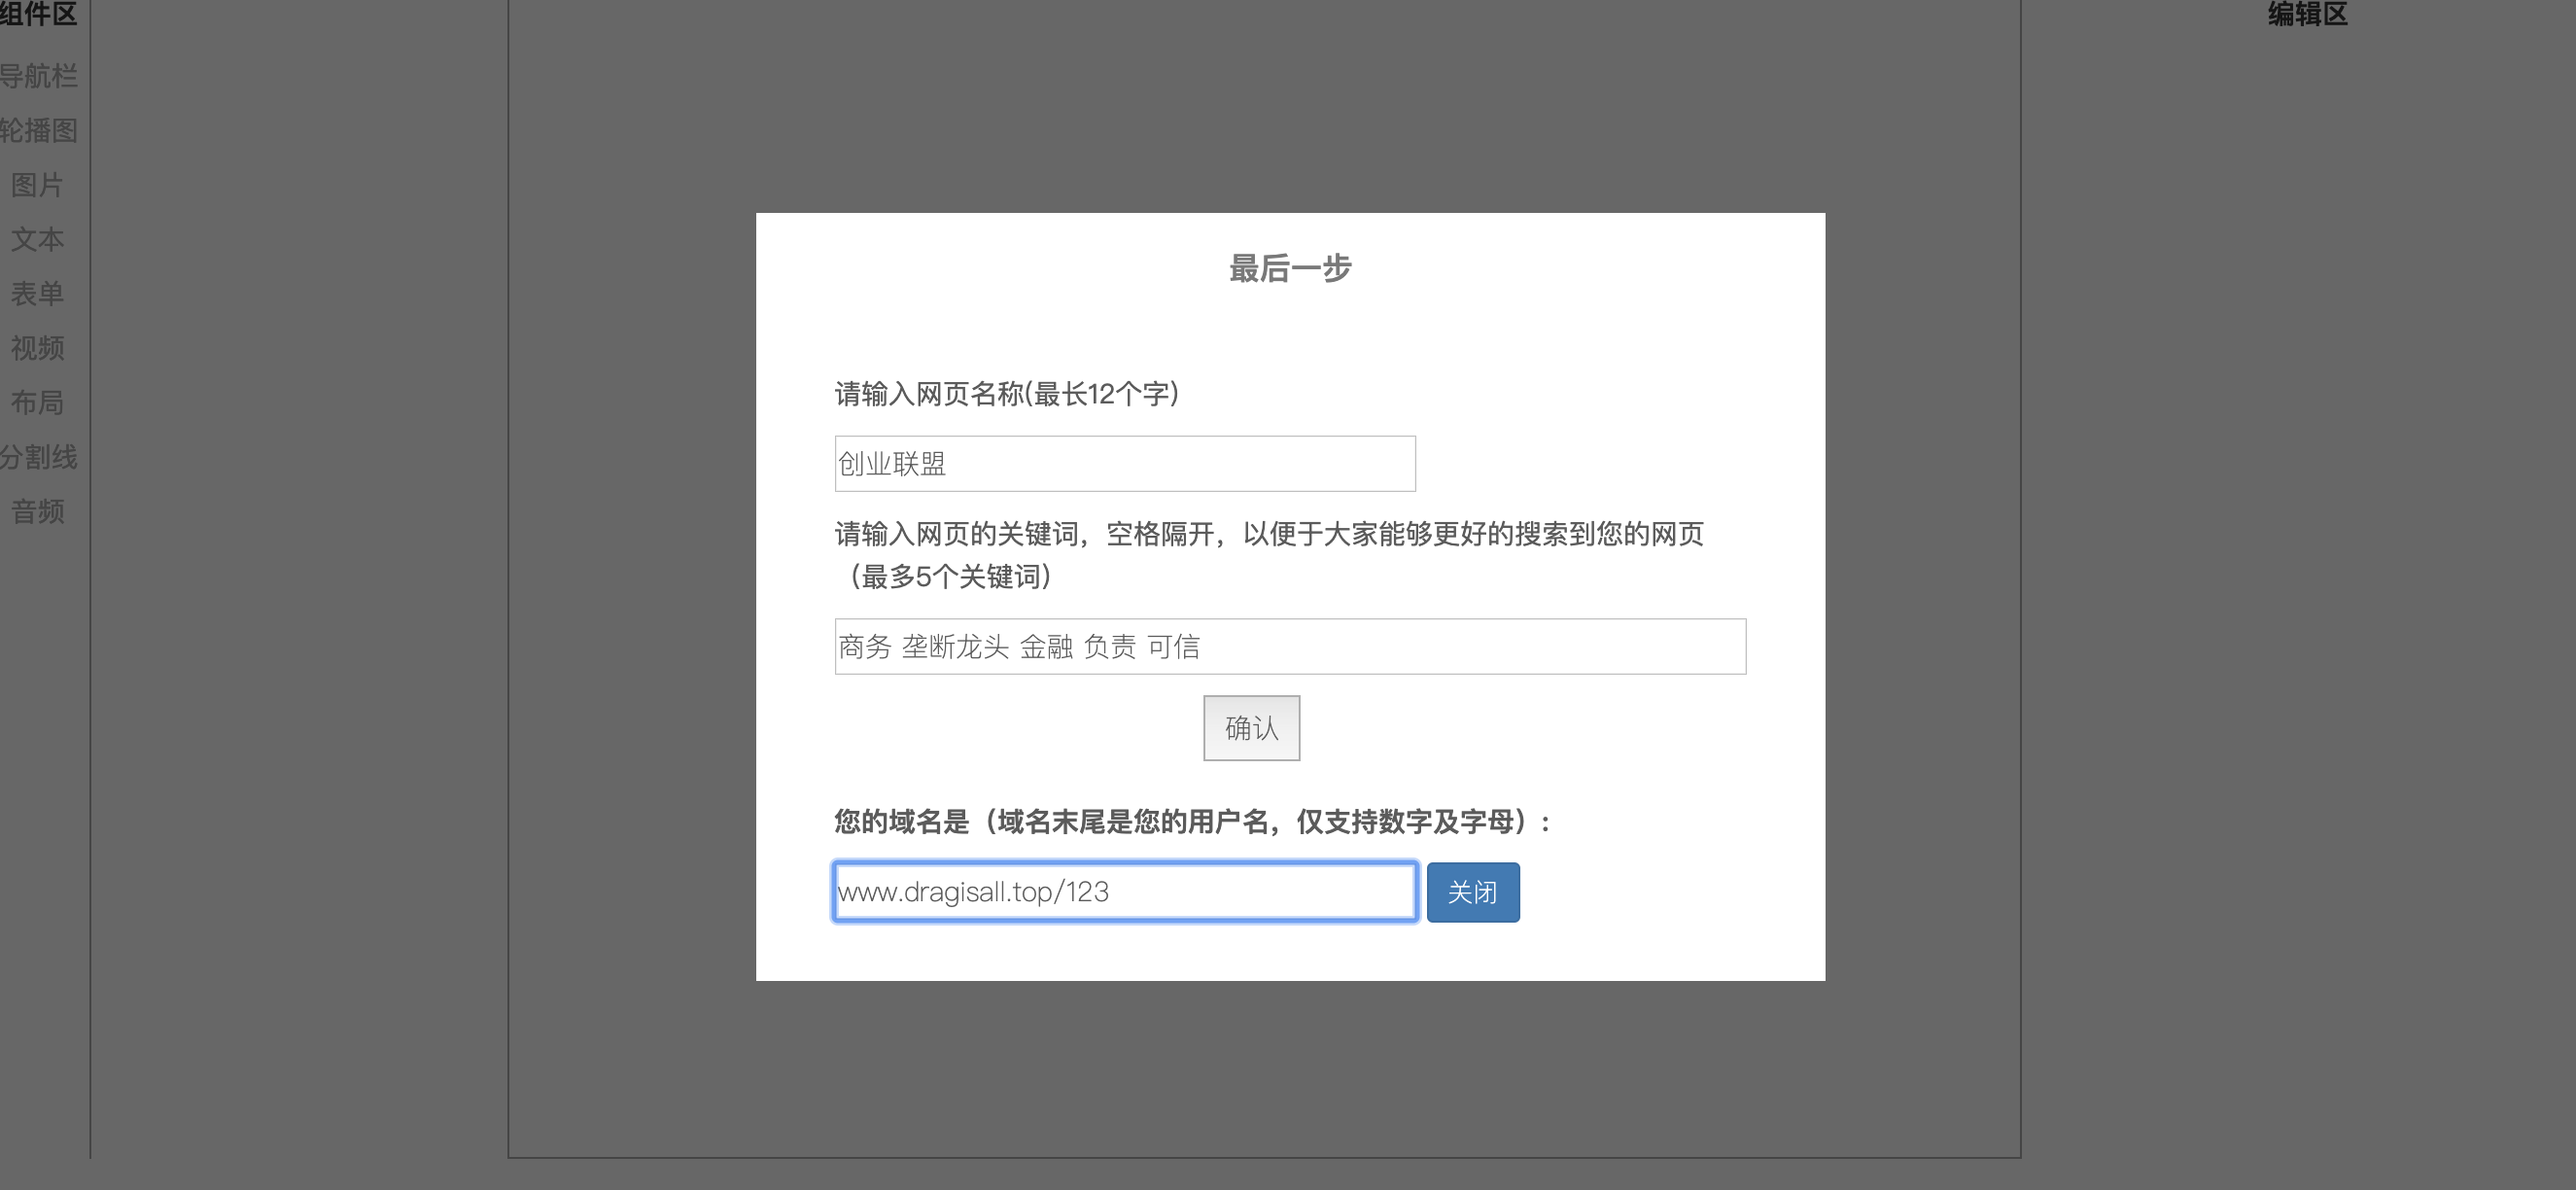 组件区
编辑区
导航栏
轮播图
图片
文本
表单
视频
布局
分割线
音频
最后一步
请输入网页名称(最长12个字)
创业联盟
请输入网页的关键词，空格隔开，以便于大家能够更好的搜索到您的网页
（最多5个关键词）
商务 垄断龙头 金融 负责 可信
确认
您的域名是（域名末尾是您的用户名，仅支持数字及字母）:
www.dragisall.top/123
关闭